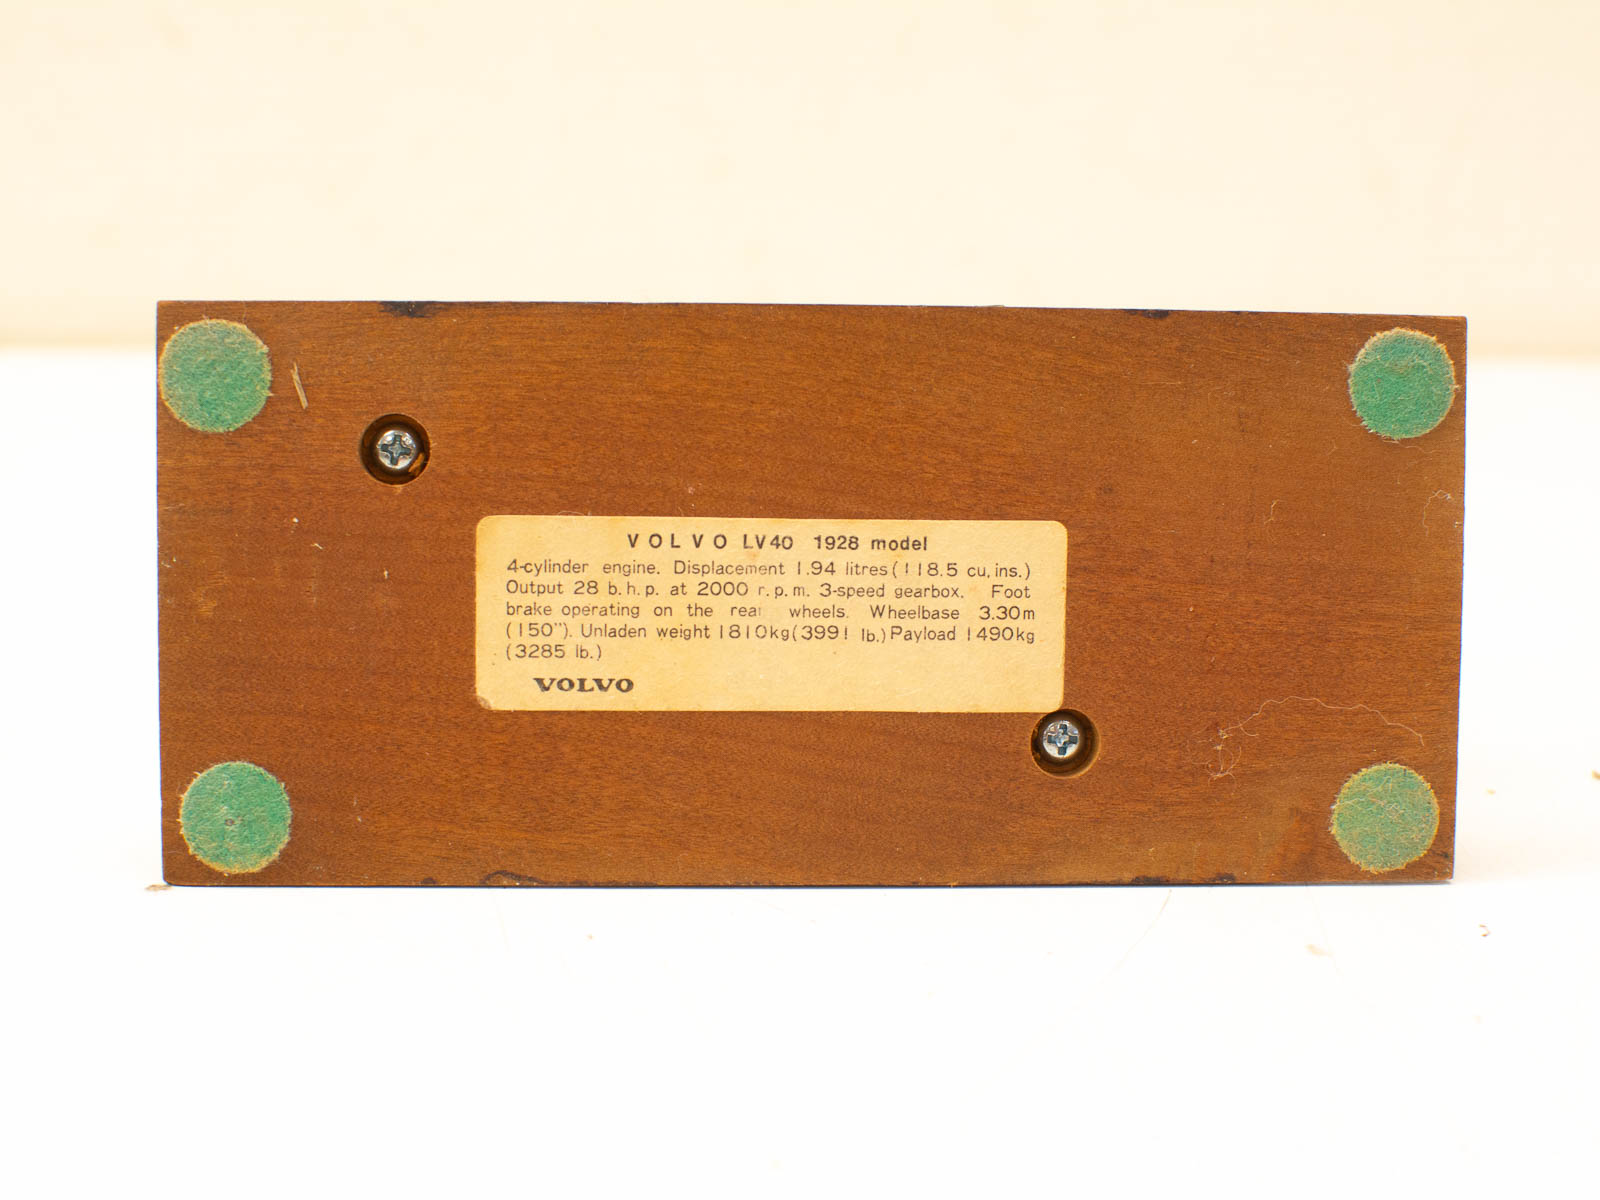 VOLVO LV40 1928 model
4-cylinder engine. Displacement 1.94 litres (118.5 cu.ins.)
Output 28 b.h.p. at 2000 r.p.m. 3-speed gearbox. Foot
brake operating on the rear wheels. Wheelbase 3.30m
(150"). Unladen weight 1810kg (3991 lb.) Payload 1490kg
(3285 lb.)
VOLVO